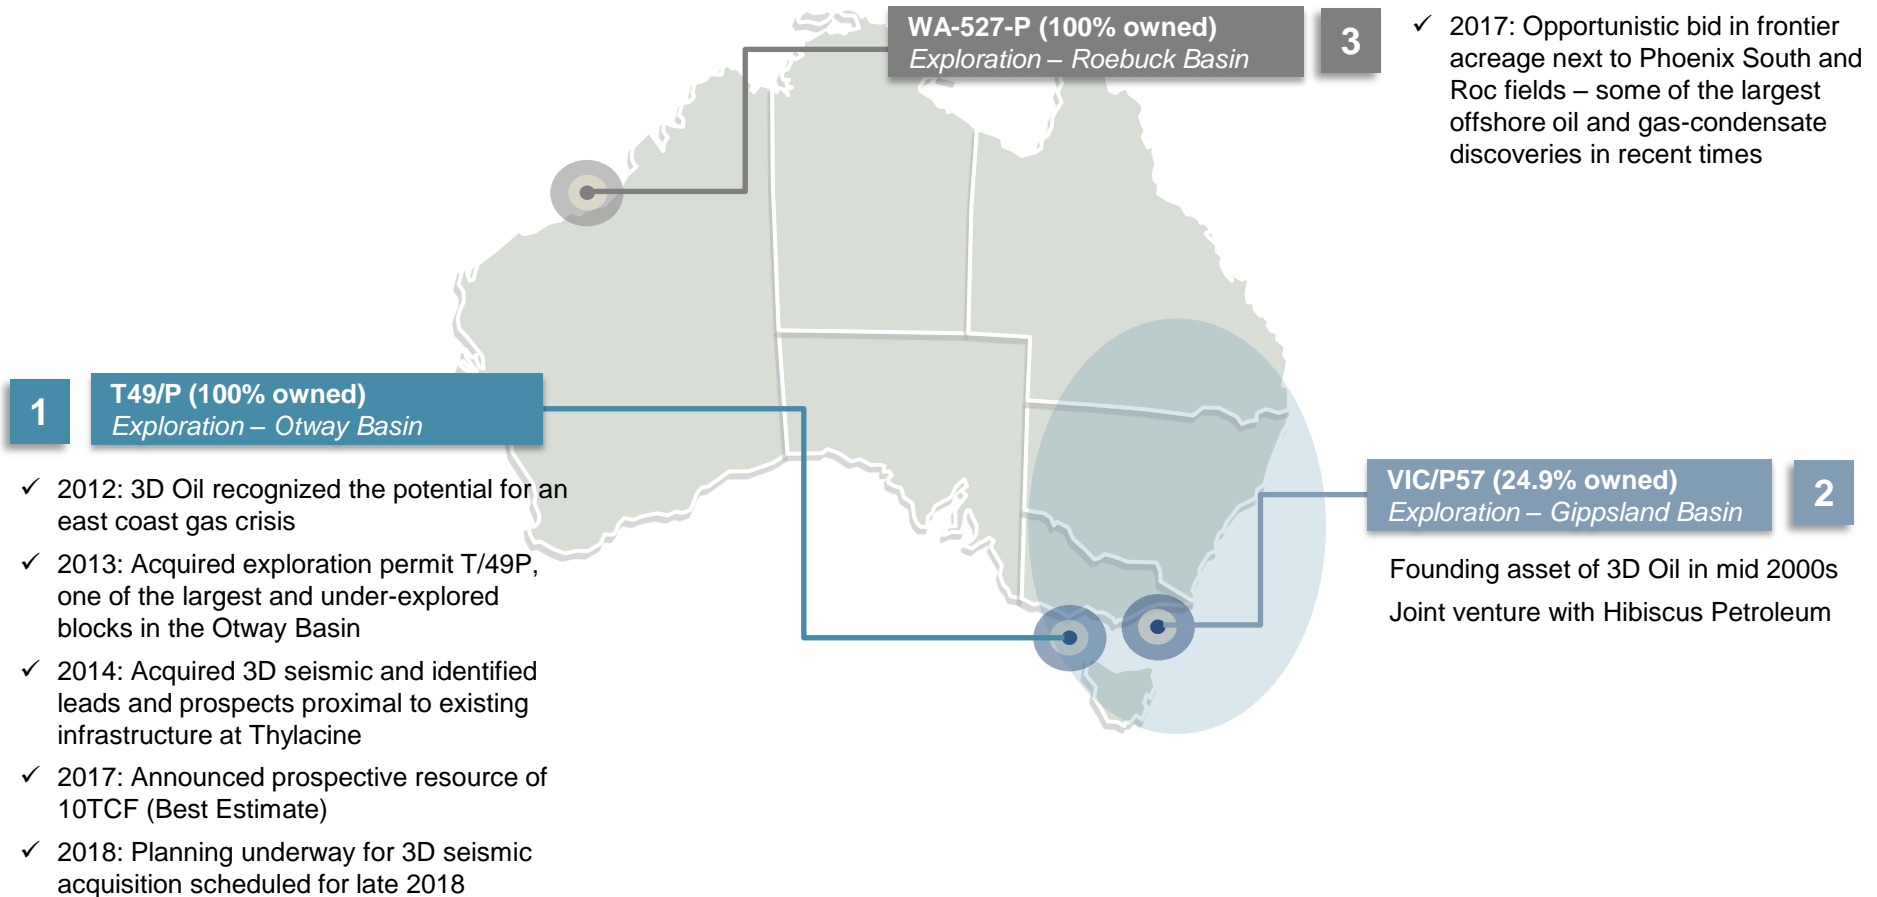 WA-527-P (100% owned)
Exploration – Roebuck Basin
3
✓ 2017: Opportunistic bid in frontier
acreage next to Phoenix South and
Roc fields – some of the largest
offshore oil and gas-condensate
discoveries in recent times
1
T49/P (100% owned)
Exploration – Otway Basin
✓ 2012: 3D Oil recognized the potential for an
east coast gas crisis
✓ 2013: Acquired exploration permit T/49P,
one of the largest and under-explored
blocks in the Otway Basin
✓ 2014: Acquired 3D seismic and identified
leads and prospects proximal to existing
infrastructure at Thylacine
✓ 2017: Announced prospective resource of
10TCF (Best Estimate)
✓ 2018: Planning underway for 3D seismic
acquisition scheduled for late 2018
VIC/P57 (24.9% owned)
Exploration – Gippsland Basin
2
Founding asset of 3D Oil in mid 2000s
Joint venture with Hibiscus Petroleum